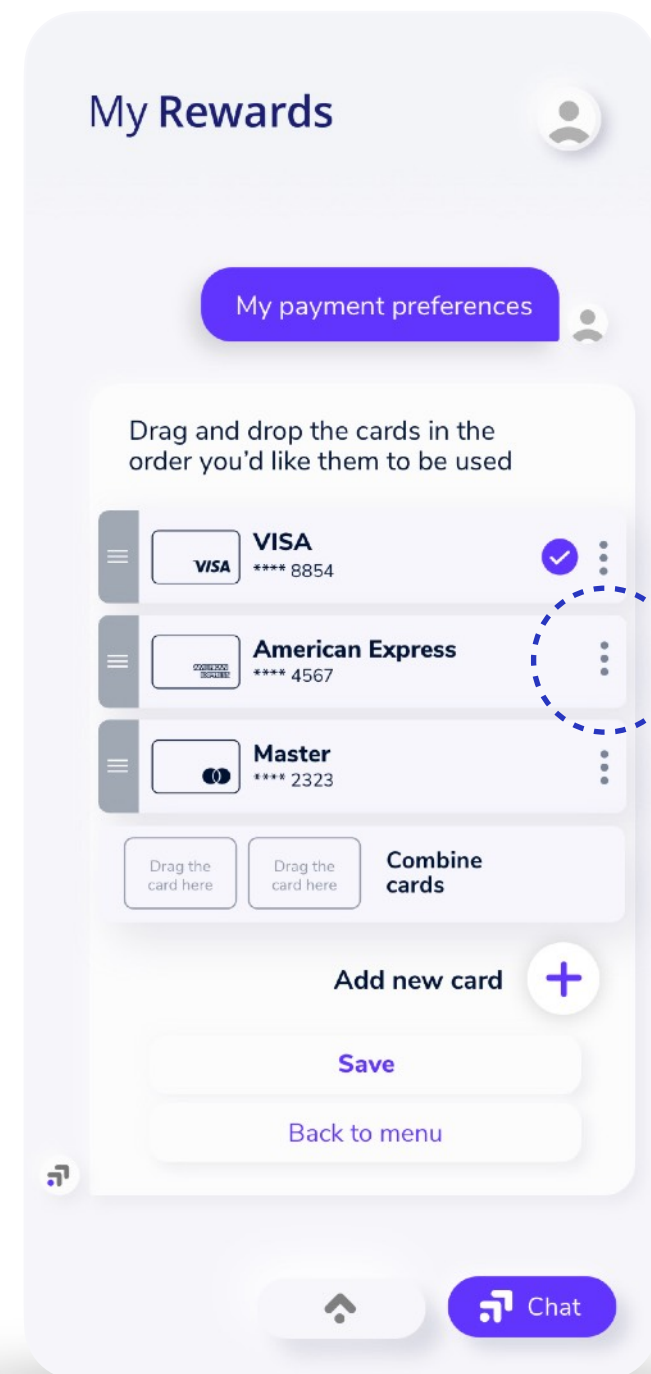 My Rewards
My payment preferences
Drag and drop the cards in the
order you’d like them to be used
VISA
VISA
**** 8854
AMERICAN
EXPRESS
American Express
**** 4567
Master
**** 2323
Drag the
card here
Drag the
card here
Combine
cards
Add new card
Save
Back to menu
Chat